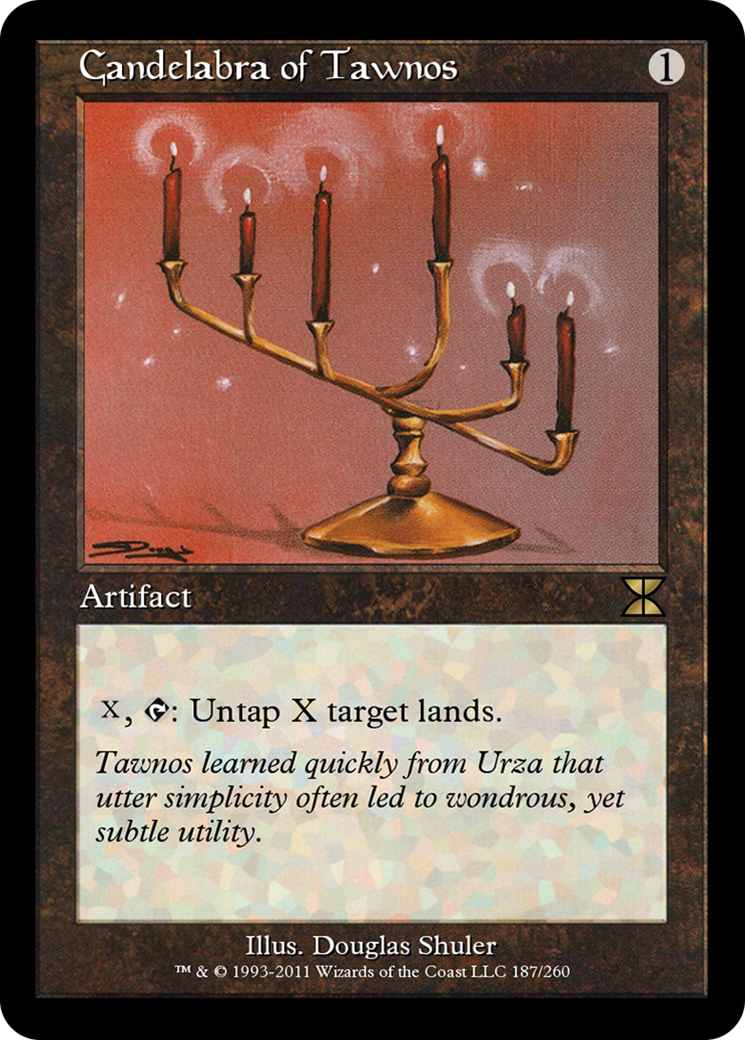 Candelabra of Tawnos
1
Artifact
X, T: Untap X target lands.
Tawnos learned quickly from Urza that
utter simplicity often led to wondrous, yet
subtle utility.
Illus. Douglas Shuler
™ & © 1993-2011 Wizards of the Coast LLC 187/260